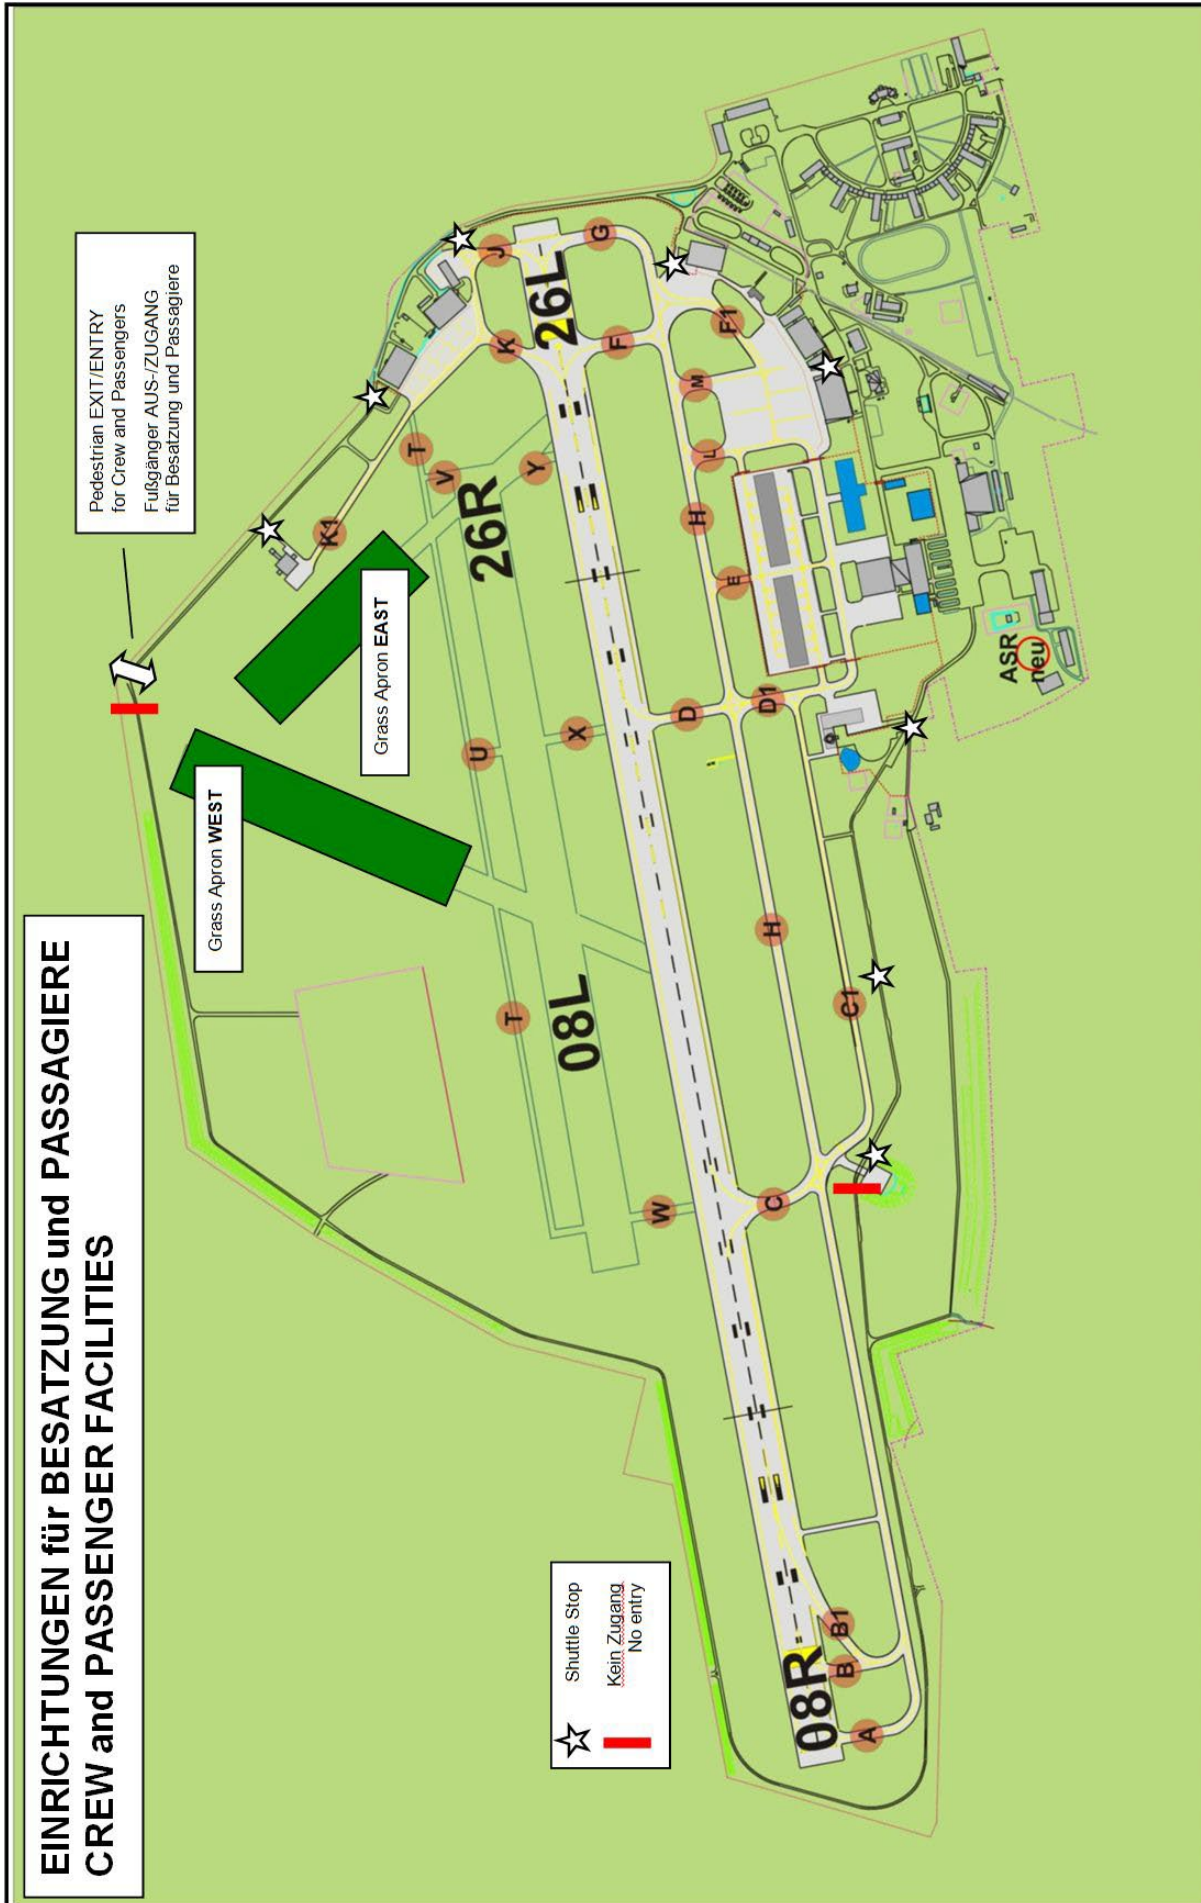 EINRICHTUNGEN für BESATZUNG und PASSAGIERE
CREW and PASSENGER FACILITIES
Pedestrian EXIT/ENTRY
for Crew and Passengers
Fußgänger AUS-/ZUGANG
für Besatzung und Passagiere
Grass Apron WEST
Grass Apron EAST
Shuttle Stop
Kein Zugang
No entry
K1
T
V
Y
K
J
26L
G
26R
U
X
T
08L
W
F
F1
M
L
H
E
D
D1
H
C1
C
08R
B1
B
A
ASR
neu